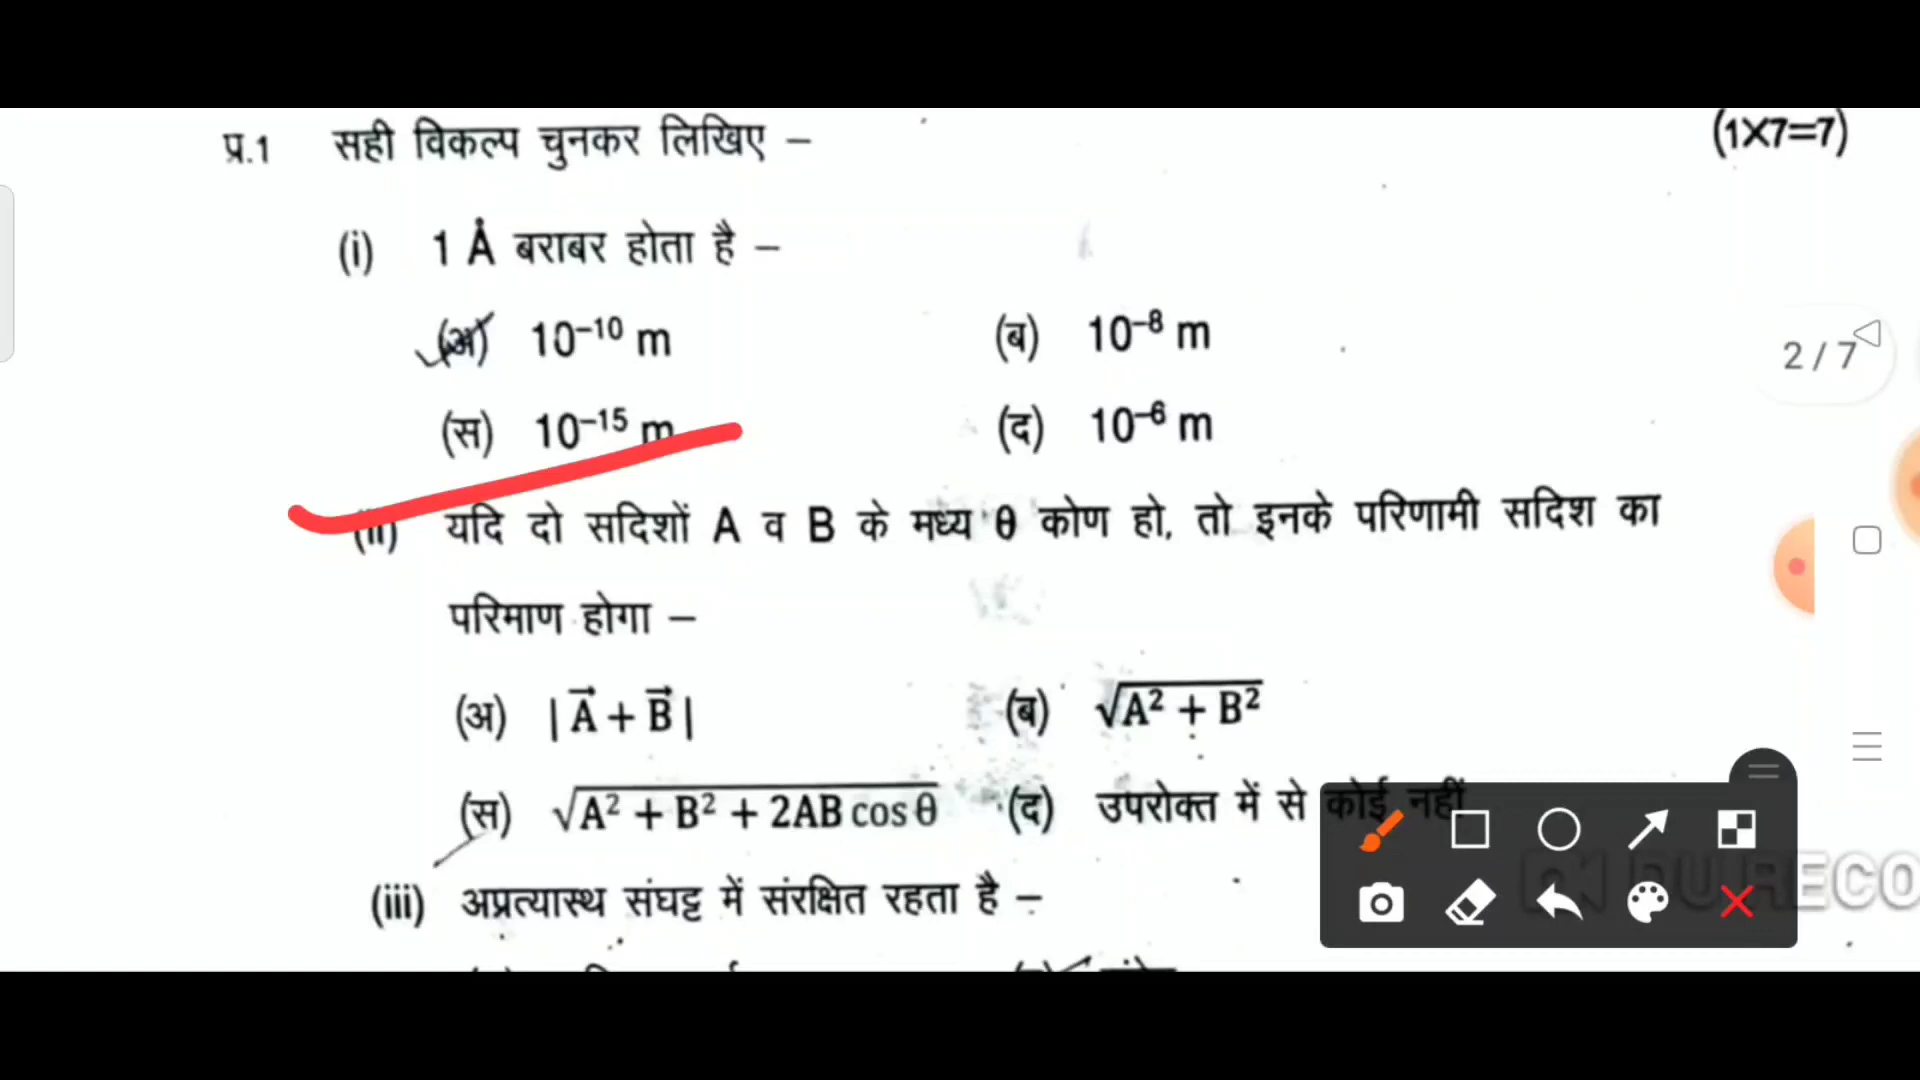 प्र.1 सही विकल्प चुनकर लिखिए – (1X7=7)
(i) 1 Å बराबर होता है –
(अ) 10⁻¹⁰ m (ब) 10⁻⁸ m
2 / 7
(स) 10⁻¹⁵ m (द) 10⁻⁶ m
(ii) यदि दो सदिशों A व B के मध्य θ कोण हो, तो इनके परिणामी सदिश का
परिमाण होगा –
(अ) |A⃗ + B⃗| (ब) √(A² + B²)
(स) √(A² + B² + 2AB cos θ) (द) उपरोक्त में से कोई नहीं
(iii) अप्रत्यास्थ संघट्ट में संरक्षित रहता है –